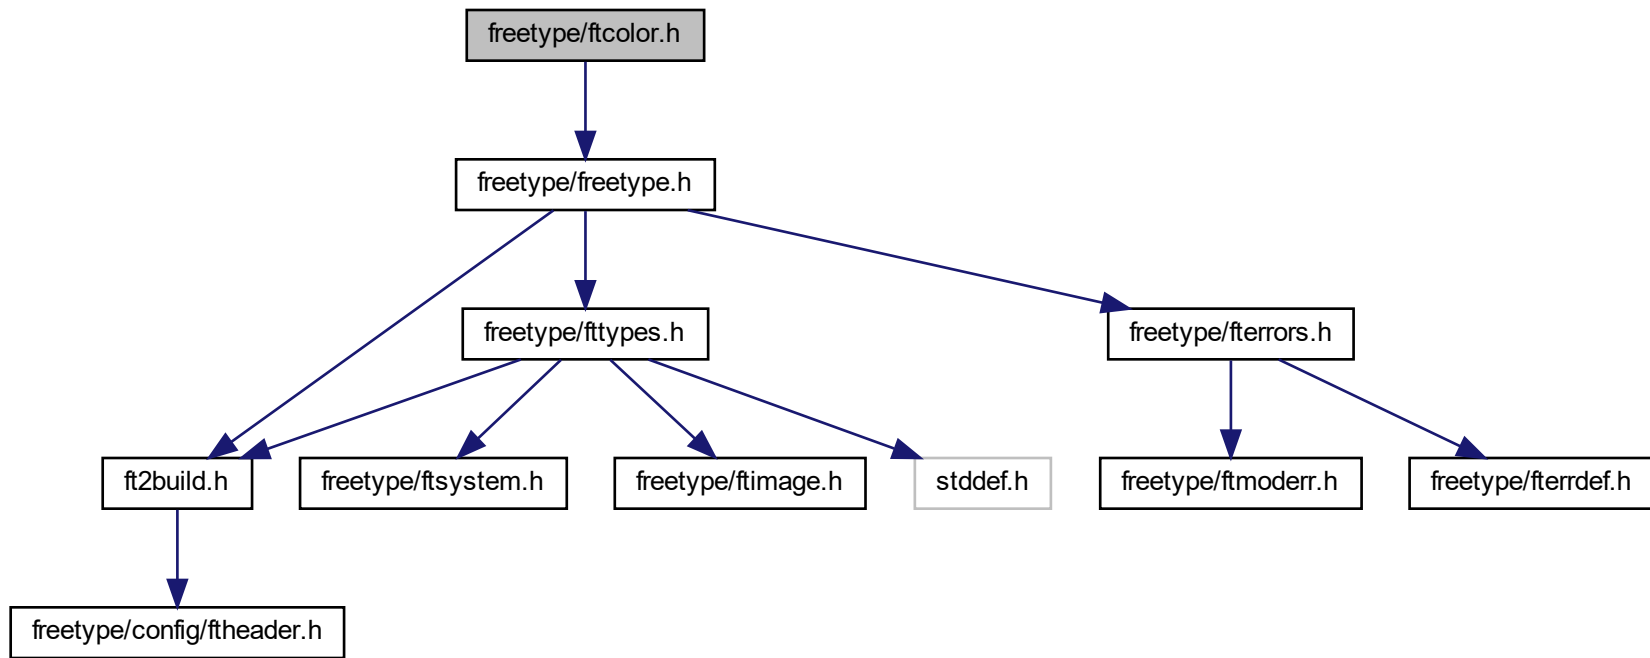 freetype/ftcolor.h
freetype/freetype.h
freetype/fttypes.h
freetype/fterrors.h
ft2build.h
freetype/ftsystem.h
freetype/ftimage.h
stddef.h
freetype/ftmoderr.h
freetype/fterrdef.h
freetype/config/ftheader.h